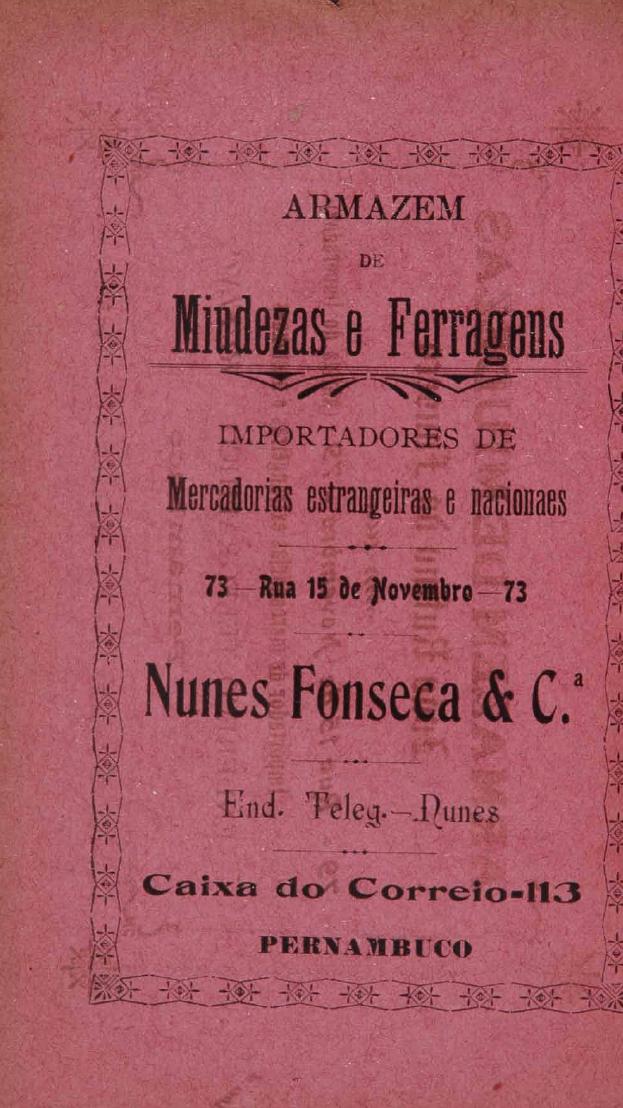 ARMAZEM
DE
Miudezas e Ferragens
IMPORTADORES DE
Mercadorias estrangeiras e nacionaes
73—Rua 15 de Novembro—73
Nunes Fonseca & C.ª
End. Teleg.—Nunes
Caixa do Correio-113
PERNAMBUCO